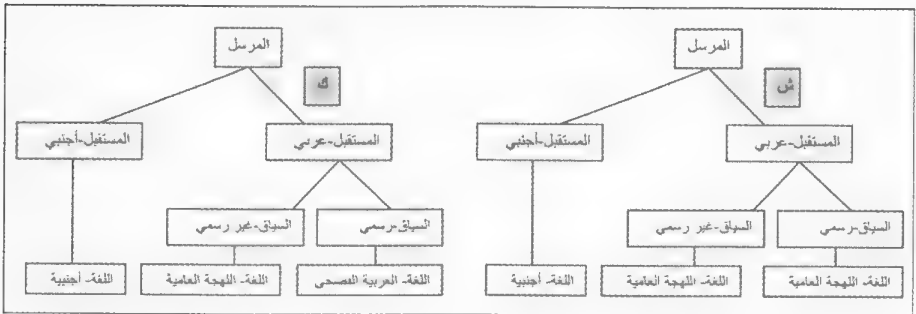 المرسل
ش
المستقبل-عربي
المستقبل-أجنبي
السياق-رسمي
السياق-غير رسمي
اللغة- اللهجة العامية
اللغة- اللهجة العامية
اللغة- أجنبية
المرسل
ك
المستقبل-عربي
المستقبل-أجنبي
السياق-رسمي
السياق-غير رسمي
اللغة- العربية الفصحى
اللغة- اللهجة العامية
اللغة- أجنبية